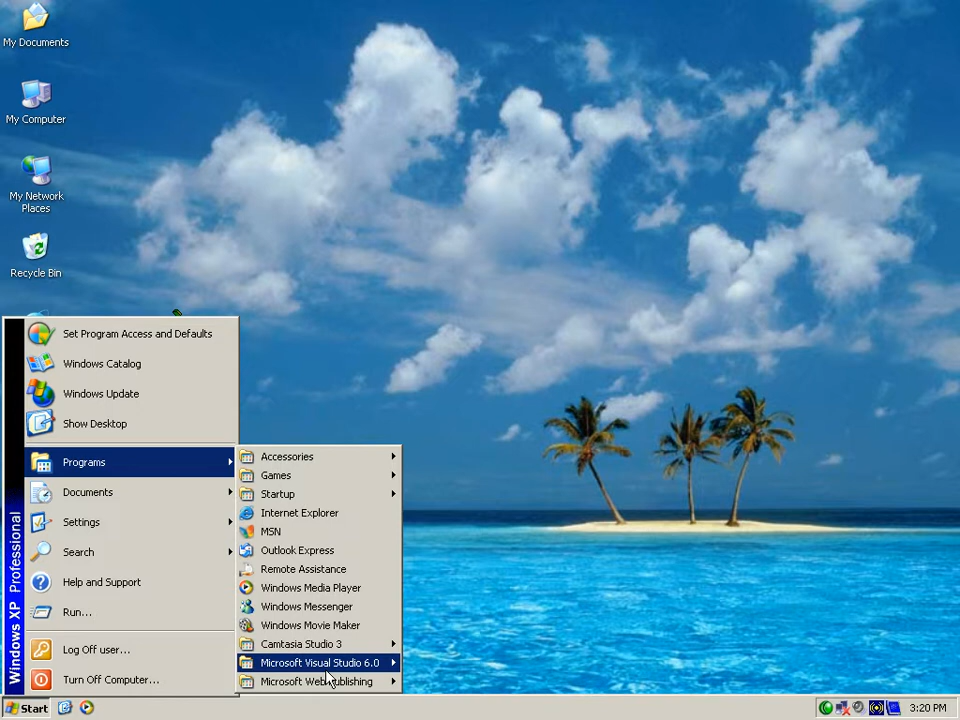 My Documents
My Computer
My Network
Places
Recycle Bin
Set Program Access and Defaults
Windows Catalog
Windows Update
Show Desktop
Programs
Documents
Settings
Search
Help and Support
Run...
Log Off user...
Turn Off Computer...
Windows XP Professional
Accessories
Games
Startup
Internet Explorer
MSN
Outlook Express
Remote Assistance
Windows Media Player
Windows Messenger
Windows Movie Maker
Camtasia Studio 3
Microsoft Visual Studio 6.0
Microsoft Web Publishing
Start
3:20 PM